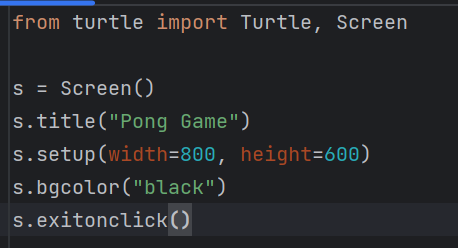 from turtle import Turtle, Screen
s = Screen()
s.title("Pong Game")
s.setup(width=800, height=600)
s.bgcolor("black")
s.exitonclick()